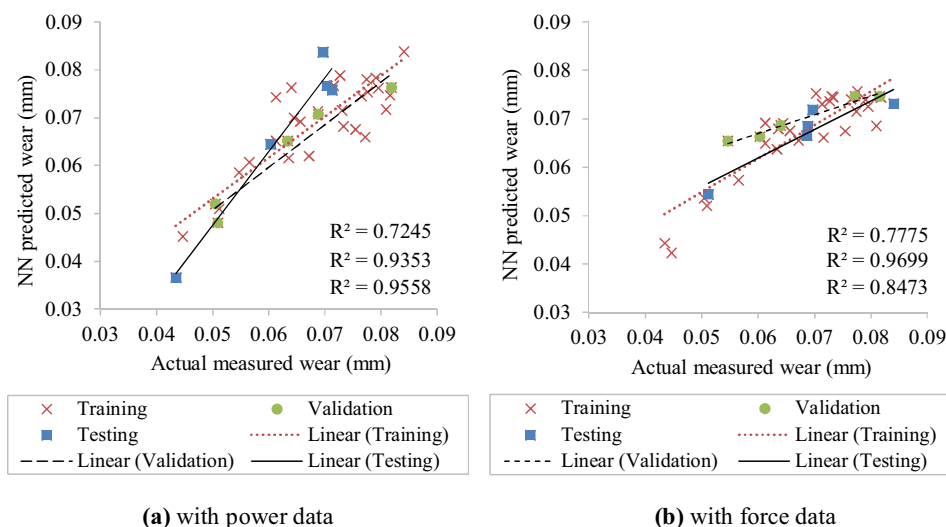 NN predicted wear (mm)
0.09
0.08
0.07
0.06
0.05
0.04
0.03
R² = 0.7245
R² = 0.9353
R² = 0.9558
0.03 0.04 0.05 0.06 0.07 0.08 0.09
Actual measured wear (mm)
Training Validation
Testing Linear (Training)
Linear (Validation) Linear (Testing)
(a) with power data
NN predicted wear (mm)
0.09
0.08
0.07
0.06
0.05
0.04
0.03
R² = 0.7775
R² = 0.9699
R² = 0.8473
0.03 0.04 0.05 0.06 0.07 0.08 0.09
Actual measured wear (mm)
Training Validation
Testing Linear (Training)
Linear (Validation) Linear (Testing)
(b) with force data